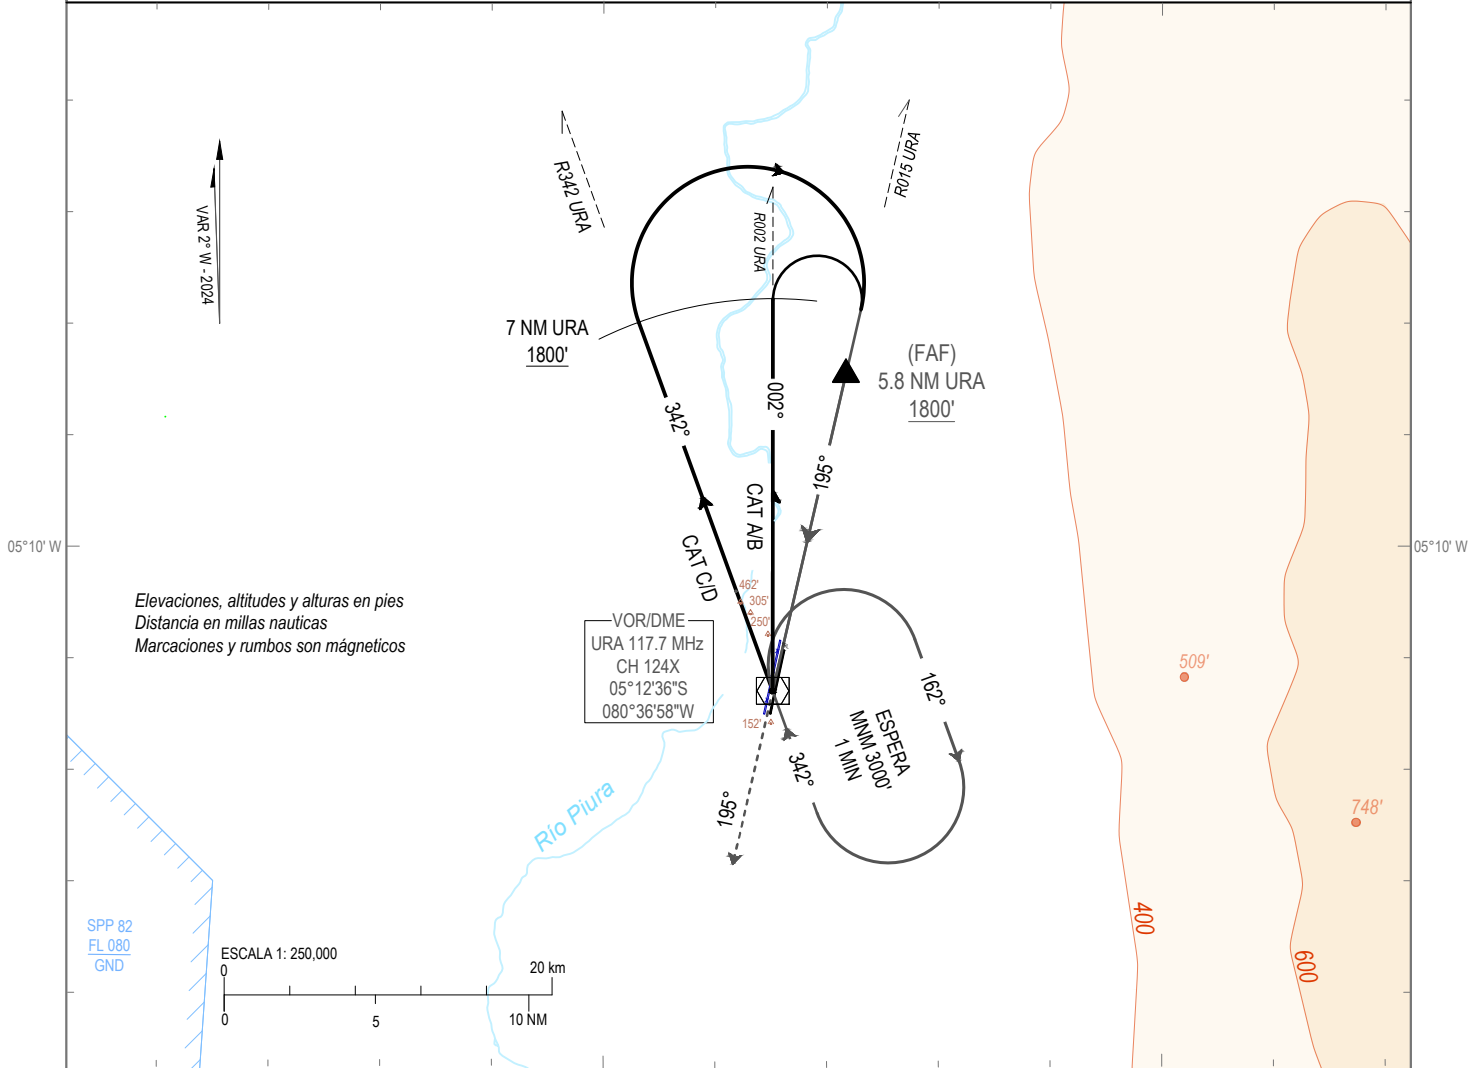 R342 URA
R015 URA
R002 URA
VAR 2° W - 2024
7 NM URA
1800'
(FAF)
5.8 NM URA
1800'
342°
002°
195°
CAT A/B
CAT C/D
05°10' W
05°10' W
Elevaciones, altitudes y alturas en pies
Distancia en millas nauticas
Marcaciones y rumbos son mágneticos
462'
305'
250'
VOR/DME
URA 117.7 MHz
CH 124X
05°12'36"S
080°36'58"W
152'
162°
ESPERA
MNM 3000'
1 MIN
342°
195°
509'
748'
Río Piura
400
600
SPP 82
FL 080
GND
ESCALA 1: 250,000
0
20 km
0
5
10 NM